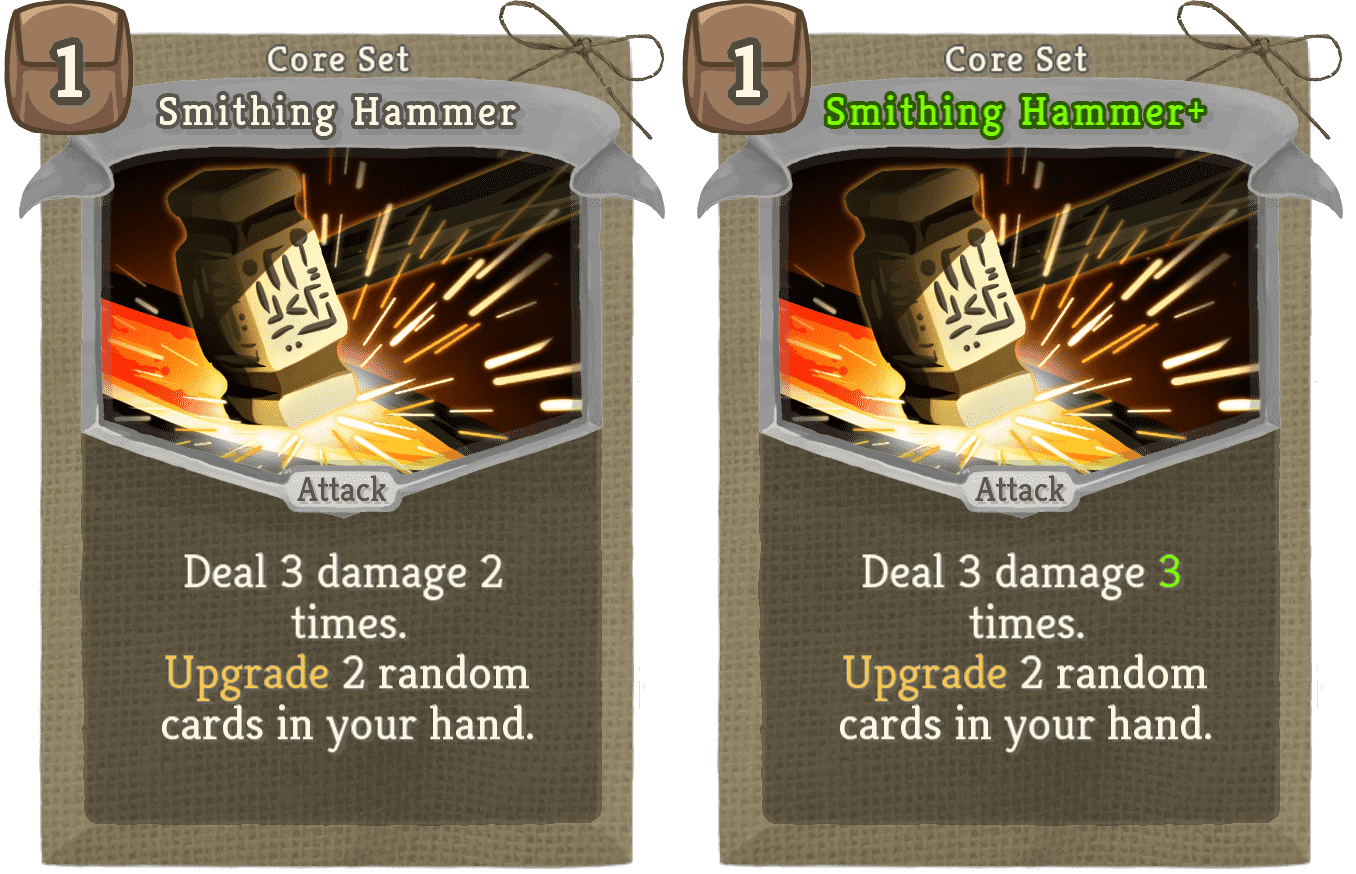 1
Core Set
Smithing Hammer
Attack
Deal 3 damage 2
times.
Upgrade 2 random
cards in your hand.
1
Core Set
Smithing Hammer+
Attack
Deal 3 damage 3
times.
Upgrade 2 random
cards in your hand.